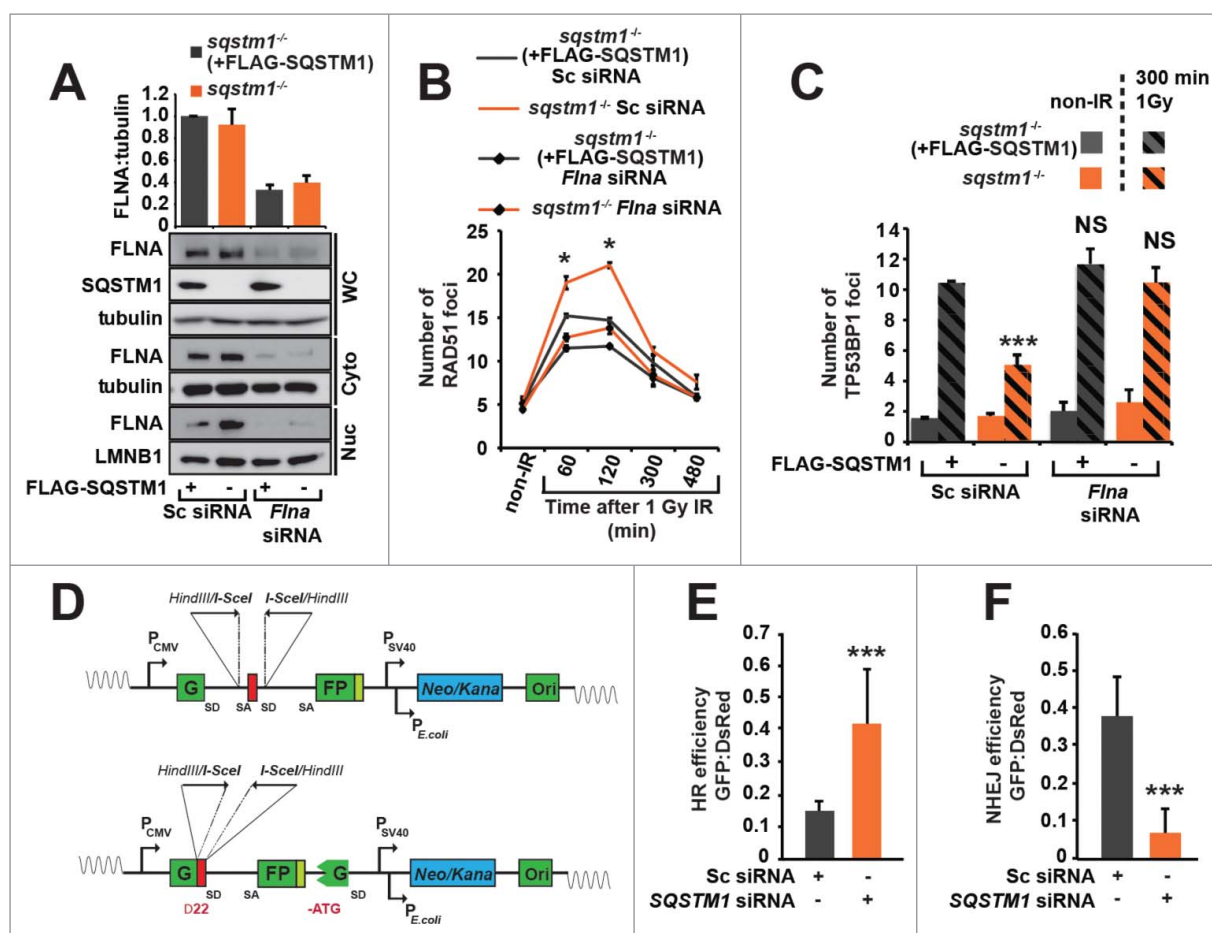 A
sqstm1-/-
(+FLAG-SQSTM1)
sqstm1-/-
FLNA:tubulin
1.2
1.0
0.8
0.6
0.4
0.2
0
FLNA
SQSTM1
tubulin
WC
FLNA
tubulin
Cyto
FLNA
LMNB1
Nuc
FLAG-SQSTM1 + - + -
Sc siRNA Flna
siRNA
B
sqstm1-/-
(+FLAG-SQSTM1)
Sc siRNA
sqstm1-/- Sc siRNA
sqstm1-/-
(+FLAG-SQSTM1)
Flna siRNA
sqstm1-/- Flna siRNA
Number of
RAD51 foci
25
20
15
10
5
0
* *
non-IR 60 120 300 480
Time after 1 Gy IR
(min)
C
non-IR 300 min
1Gy
sqstm1-/-
(+FLAG-SQSTM1)
sqstm1-/-
Number of
TP53BP1 foci
14
12
10
8
6
4
2
0
*** NS NS
FLAG-SQSTM1 + - + -
Sc siRNA Flna
siRNA
D
HindIII/I-SceI I-SceI/HindIII
PCMV PSV40
G FP Neo/Kana Ori
SD SA SD SA
PE.coli
HindIII/I-SceI I-SceI/HindIII
PCMV PSV40
G FP G Neo/Kana Ori
SD SA SD
D22 -ATG PE.coli
E
HR efficiency
GFP:DsRed
0.7
0.6
0.5
0.4
0.3
0.2
0.1
0
***
Sc siRNA + -
SQSTM1 siRNA - +
F
NHEJ efficiency
GFP:DsRed
0.6
0.5
0.4
0.3
0.2
0.1
0
***
Sc siRNA + -
SQSTM1 siRNA - +